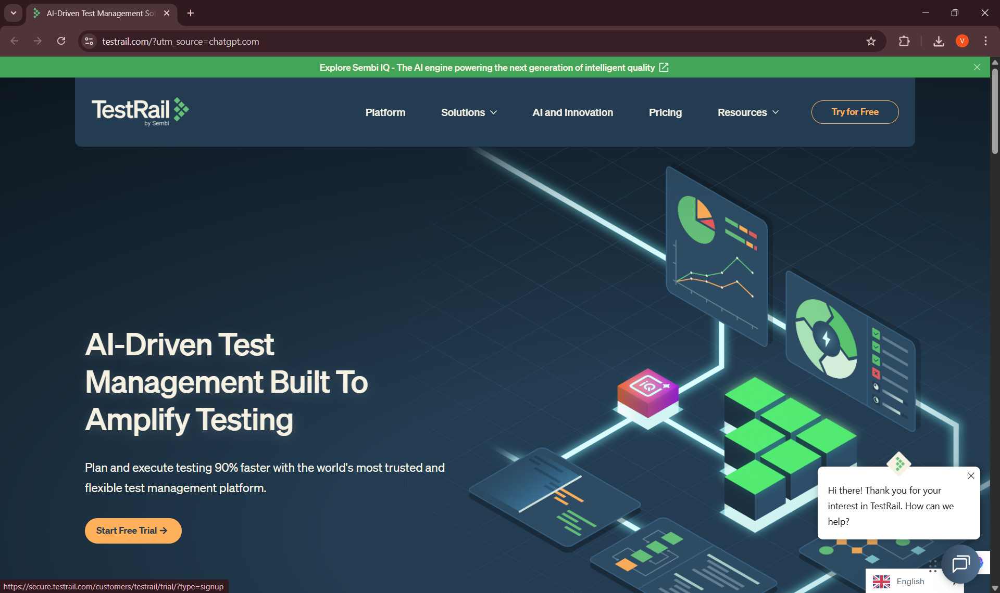 AI-Driven Test Management So
testrail.com/?utm_source=chatgpt.com
V
Explore Sembi IQ - The AI engine powering the next generation of intelligent quality
TestRail
by Sembi
Platform
Solutions
AI and Innovation
Pricing
Resources
Try for Free
iQ
AI-Driven Test
Management Built To
Amplify Testing
Plan and execute testing 90% faster with the world's most trusted and
flexible test management platform.
Start Free Trial →
Hi there! Thank you for your
interest in TestRail. How can we
help?
English
https://secure.testrail.com/customers/testrail/trial/?type=signup